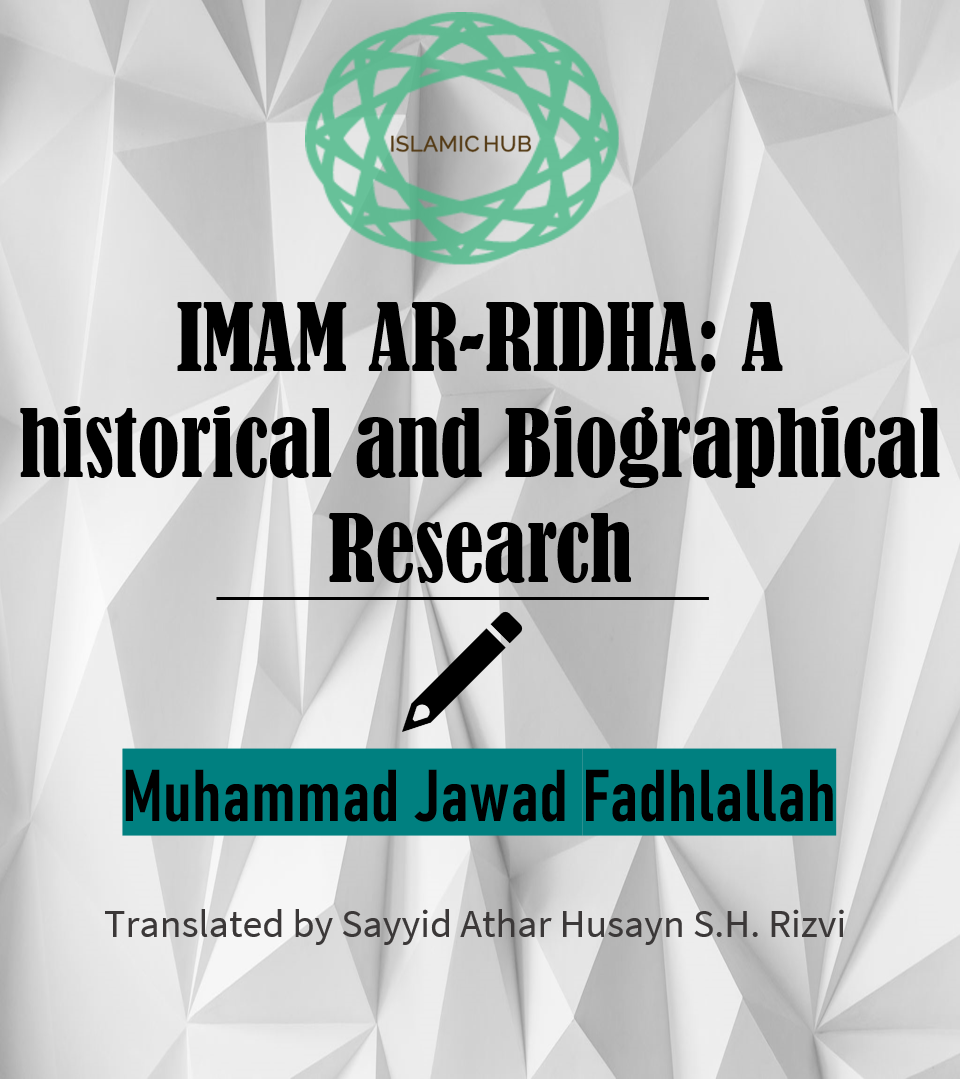 ISLAMIC HUB
IMAM AR-RIDHA: A
historical and Biographical
Research
Muhammad Jawad Fadhlallah
Translated by Sayyid Athar Husayn S.H. Rizvi